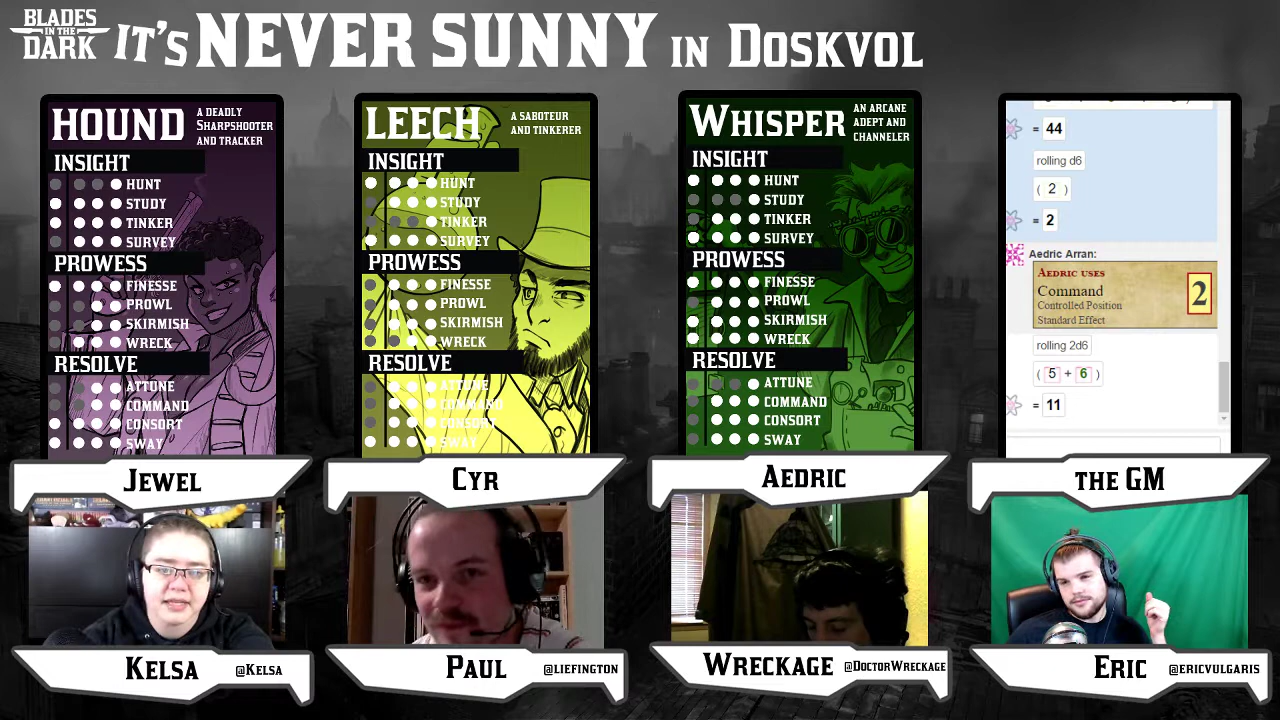 BLADES
IN THE
DARK
IT'S NEVER SUNNY IN DOSKVOL
HOUND
A DEADLY
SHARPSHOOTER
AND TRACKER
INSIGHT
HUNT
STUDY
TINKER
SURVEY
PROWESS
FINESSE
PROWL
SKIRMISH
WRECK
RESOLVE
ATTUNE
COMMAND
CONSORT
SWAY
JEWEL
KELSA @KELSA
LEECH
A SABOTEUR
AND TINKERER
INSIGHT
HUNT
STUDY
TINKER
SURVEY
PROWESS
FINESSE
PROWL
SKIRMISH
WRECK
RESOLVE
ATTUNE
COMMAND
CONSORT
SWAY
CYR
PAUL @LIEFINGTON
WHISPER
AN ARCANE
ADEPT AND
CHANNELER
INSIGHT
HUNT
STUDY
TINKER
SURVEY
PROWESS
FINESSE
PROWL
SKIRMISH
WRECK
RESOLVE
ATTUNE
COMMAND
CONSORT
SWAY
AEDRIC
WRECKAGE @DOCTORWRECKAGE
= 44
rolling d6
( 2 )
= 2
Aedric Arran:
AEDRIC USES
Command
Controlled Position
Standard Effect
2
rolling 2d6
( 5 + 6 )
= 11
THE GM
ERIC @ERICVULGARIS